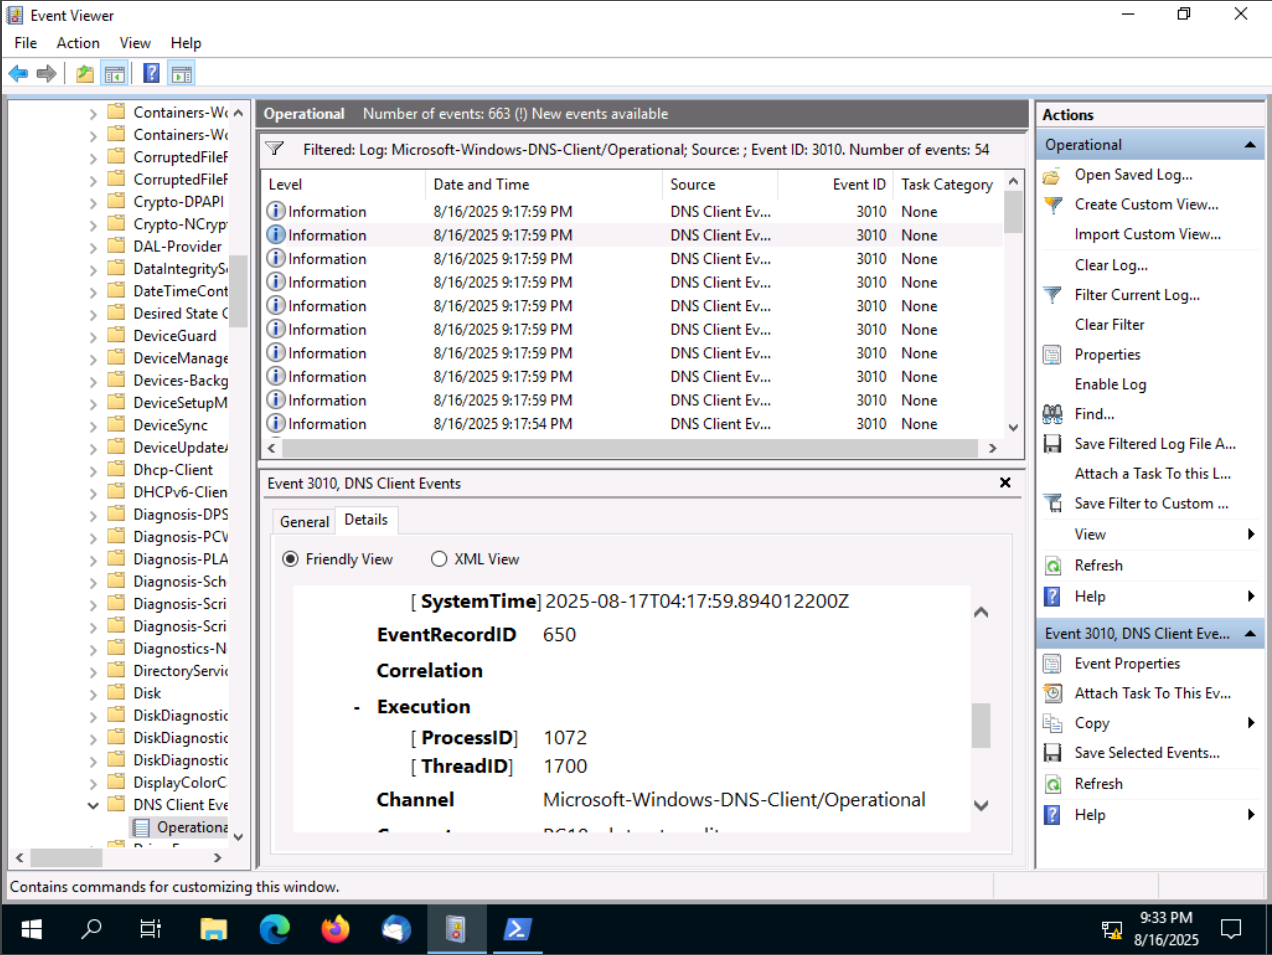 Event Viewer
File Action View Help
Containers-Wo
Containers-Wo
CorruptedFileF
CorruptedFileF
Crypto-DPAPI
Crypto-NCryp
DAL-Provider
DataIntegritySe
DateTimeCont
Desired State C
DeviceGuard
DeviceManage
Devices-Backg
DeviceSetupM
DeviceSync
DeviceUpdateA
Dhcp-Client
DHCPv6-Clien
Diagnosis-DPS
Diagnosis-PCW
Diagnosis-PLA
Diagnosis-Sch
Diagnosis-Scri
Diagnosis-Scri
Diagnostics-N
DirectoryServic
Disk
DiskDiagnostic
DiskDiagnostic
DiskDiagnostic
DisplayColorC
DNS Client Eve
Operationa
Operational Number of events: 663 (!) New events available
Filtered: Log: Microsoft-Windows-DNS-Client/Operational; Source: ; Event ID: 3010. Number of events: 54
Level Date and Time Source Event ID Task Category
Information 8/16/2025 9:17:59 PM DNS Client Ev... 3010 None
Information 8/16/2025 9:17:59 PM DNS Client Ev... 3010 None
Information 8/16/2025 9:17:59 PM DNS Client Ev... 3010 None
Information 8/16/2025 9:17:59 PM DNS Client Ev... 3010 None
Information 8/16/2025 9:17:59 PM DNS Client Ev... 3010 None
Information 8/16/2025 9:17:59 PM DNS Client Ev... 3010 None
Information 8/16/2025 9:17:59 PM DNS Client Ev... 3010 None
Information 8/16/2025 9:17:59 PM DNS Client Ev... 3010 None
Information 8/16/2025 9:17:59 PM DNS Client Ev... 3010 None
Information 8/16/2025 9:17:54 PM DNS Client Ev... 3010 None
Event 3010, DNS Client Events
General Details
Friendly View XML View
[ SystemTime] 2025-08-17T04:17:59.894012200Z
EventRecordID 650
Correlation
- Execution
[ ProcessID] 1072
[ ThreadID] 1700
Channel Microsoft-Windows-DNS-Client/Operational
Actions
Operational
Open Saved Log...
Create Custom View...
Import Custom View...
Clear Log...
Filter Current Log...
Clear Filter
Properties
Enable Log
Find...
Save Filtered Log File A...
Attach a Task To this L...
Save Filter to Custom ...
View
Refresh
Help
Event 3010, DNS Client Eve...
Event Properties
Attach Task To This Ev...
Copy
Save Selected Events...
Refresh
Help
Contains commands for customizing this window.
9:33 PM
8/16/2025